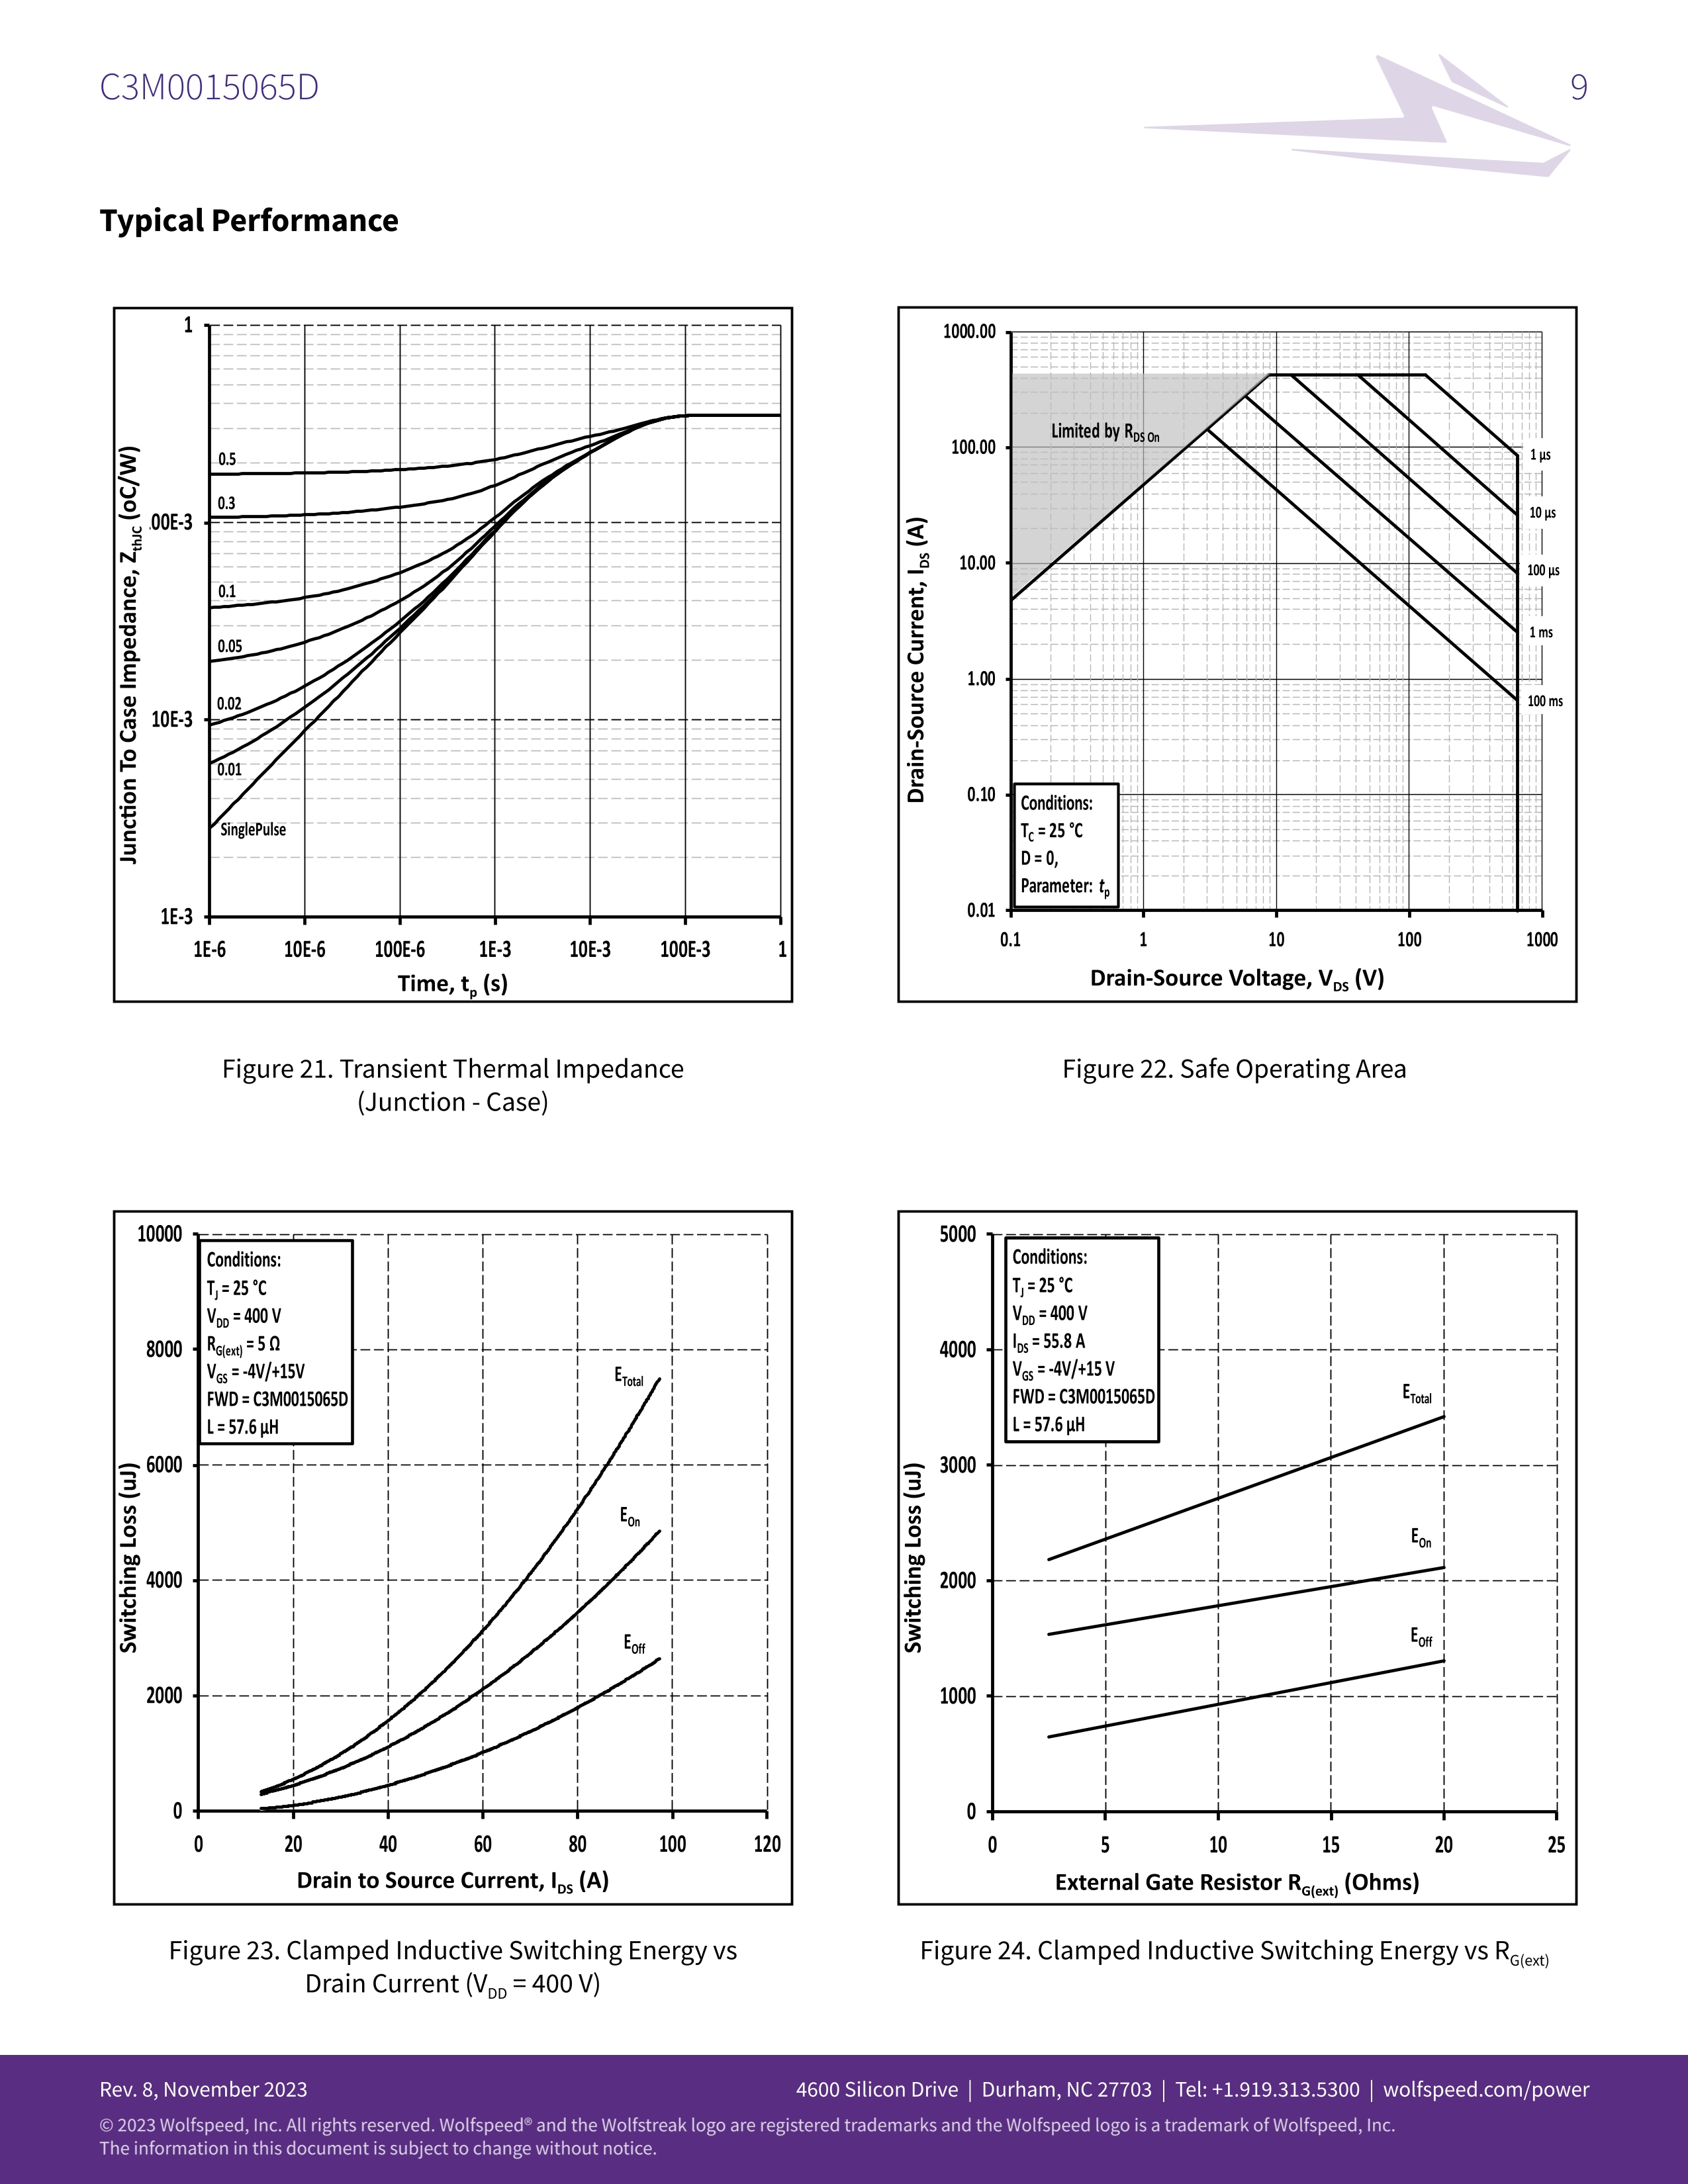 C3M0015065D
9
Typical Performance
1
00E-3
10E-3
1E-3
0.5
0.3
0.1
0.05
0.02
0.01
SinglePulse
1E-6 10E-6 100E-6 1E-3 10E-3 100E-3 1
Junction To Case Impedance, ZthJC (oC/W)
Time, tp (s)
Figure 21. Transient Thermal Impedance
(Junction - Case)
1000.00
100.00
10.00
1.00
0.10
0.01
Limited by RDS On
1 µs
10 µs
100 µs
1 ms
100 ms
Conditions:
TC = 25 °C
D = 0,
Parameter: tp
0.1 1 10 100 1000
Drain-Source Current, IDS (A)
Drain-Source Voltage, VDS (V)
Figure 22. Safe Operating Area
10000
8000
6000
4000
2000
0
Conditions:
TJ = 25 °C
VDD = 400 V
RG(ext) = 5 Ω
VGS = -4V/+15V
FWD = C3M0015065D
L = 57.6 µH
ETotal
EOn
EOff
0 20 40 60 80 100 120
Switching Loss (uJ)
Drain to Source Current, IDS (A)
Figure 23. Clamped Inductive Switching Energy vs
Drain Current (VDD = 400 V)
5000
4000
3000
2000
1000
0
Conditions:
TJ = 25 °C
VDD = 400 V
IDS = 55.8 A
VGS = -4V/+15 V
FWD = C3M0015065D
L = 57.6 µH
ETotal
EOn
EOff
0 5 10 15 20 25
Switching Loss (uJ)
External Gate Resistor RG(ext) (Ohms)
Figure 24. Clamped Inductive Switching Energy vs RG(ext)
Rev. 8, November 2023
4600 Silicon Drive | Durham, NC 27703 | Tel: +1.919.313.5300 | wolfspeed.com/power
© 2023 Wolfspeed, Inc. All rights reserved. Wolfspeed® and the Wolfstreak logo are registered trademarks and the Wolfspeed logo is a trademark of Wolfspeed, Inc.
The information in this document is subject to change without notice.